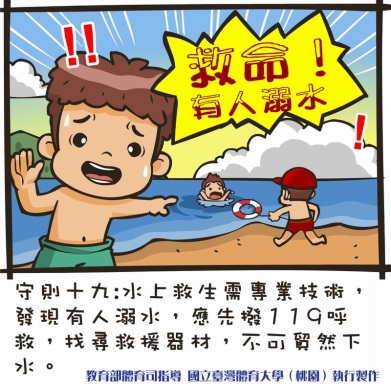 救命！
有人溺水
!!
!
守則十九:水上救生需專業技術，
發現有人溺水，應先撥119呼
救，找尋救援器材，不可貿然下
水。
教育部體育司指導 國立臺灣體育大學（桃園）執行製作